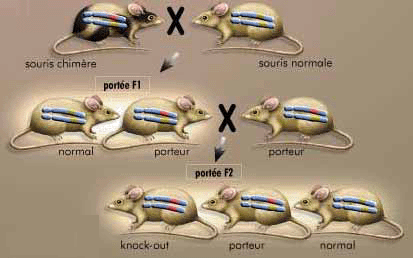 X
souris chimère
souris normale
portée F1
X
normal
porteur
porteur
portée F2
knock-out
porteur
normal